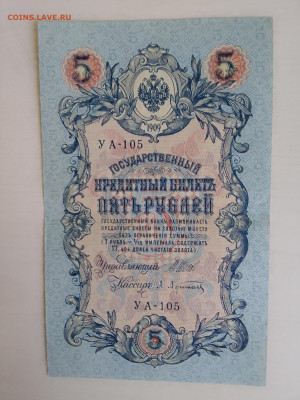 COINS.LAVE.RU
5 5
1909
УА-105
ГОСУДАРСТВЕННЫЙ
КРЕДИТНЫЙ БИЛЕТЪ
ПЯТЬ РУБЛЕЙ
ГОСУДАРСТВЕННЫЙ БАНКЪ РАЗМѢНИВАЕТЪ
КРЕДИТНЫЕ БИЛЕТЫ НА ЗОЛОТУЮ МОНЕТУ
БЕЗЪ ОГРАНИЧЕНІЯ СУММЫ
(1 РУБЛЬ = 1/15 ИМПЕРІАЛА, СОДЕРЖИТЪ
17,424 ДОЛЕЙ ЧИСТАГО ЗОЛОТА)
Управляющій
Кассиръ
УА-105
5